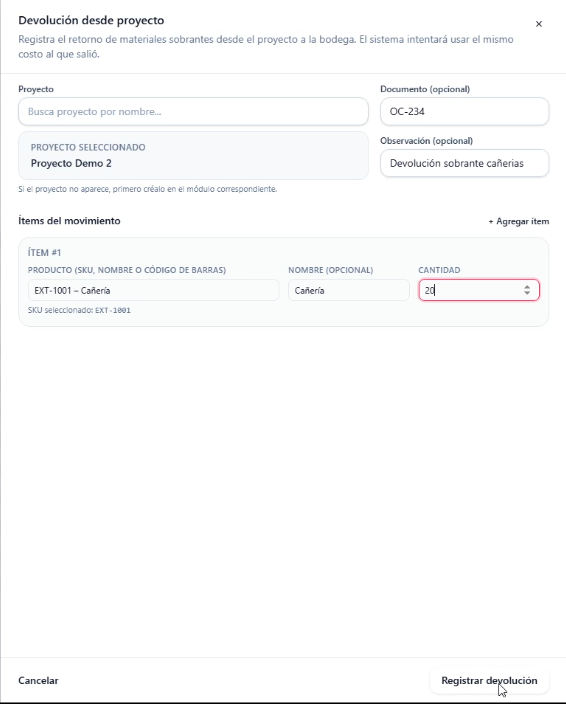 Devolución desde proyecto
×
Registra el retorno de materiales sobrantes desde el proyecto a la bodega. El sistema intentará usar el mismo
costo al que salió.
Proyecto
Busca proyecto por nombre...
PROYECTO SELECCIONADO
Proyecto Demo 2
Si el proyecto no aparece, primero créalo en el módulo correspondiente.
Documento (opcional)
OC-234
Observación (opcional)
Devolución sobrante cañerias
Ítems del movimiento
+ Agregar ítem
ÍTEM #1
PRODUCTO (SKU, NOMBRE O CÓDIGO DE BARRAS)
EXT-1001 – Cañería
SKU seleccionado: EXT-1001
NOMBRE (OPCIONAL)
Cañería
CANTIDAD
20
Cancelar
Registrar devolución